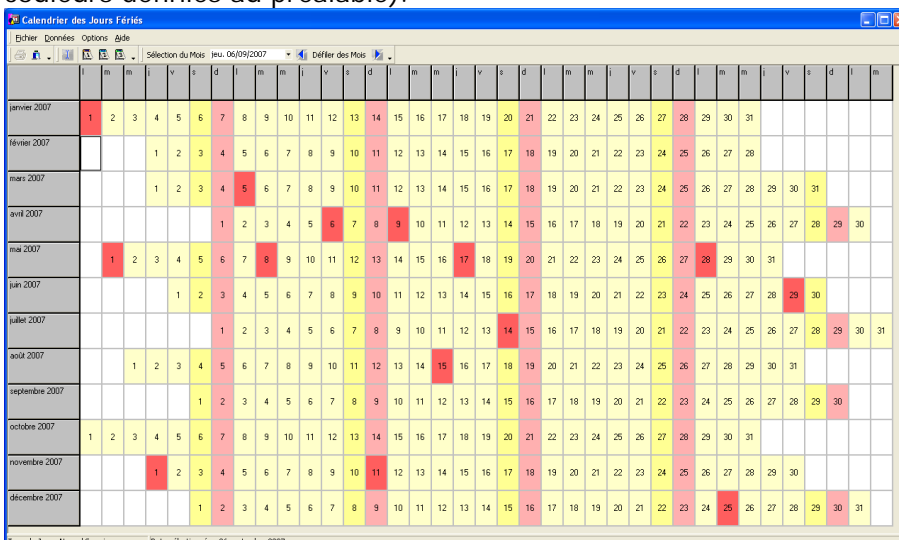 couleurs définies au préalable).
Calendrier des Jours Fériés
Fichier Données Options Aide
Sélection du Mois jeu. 06/09/2007 Défiler des Mois
l m m j v s d l m m j v s d l m m j v s d l m m j v s d l m m j v s d l m
janvier 2007 1 2 3 4 5 6 7 8 9 10 11 12 13 14 15 16 17 18 19 20 21 22 23 24 25 26 27 28 29 30 31
février 2007 1 2 3 4 5 6 7 8 9 10 11 12 13 14 15 16 17 18 19 20 21 22 23 24 25 26 27 28
mars 2007 1 2 3 4 5 6 7 8 9 10 11 12 13 14 15 16 17 18 19 20 21 22 23 24 25 26 27 28 29 30 31
avril 2007 1 2 3 4 5 6 7 8 9 10 11 12 13 14 15 16 17 18 19 20 21 22 23 24 25 26 27 28 29 30
mai 2007 1 2 3 4 5 6 7 8 9 10 11 12 13 14 15 16 17 18 19 20 21 22 23 24 25 26 27 28 29 30 31
juin 2007 1 2 3 4 5 6 7 8 9 10 11 12 13 14 15 16 17 18 19 20 21 22 23 24 25 26 27 28 29 30
juillet 2007 1 2 3 4 5 6 7 8 9 10 11 12 13 14 15 16 17 18 19 20 21 22 23 24 25 26 27 28 29 30 31
août 2007 1 2 3 4 5 6 7 8 9 10 11 12 13 14 15 16 17 18 19 20 21 22 23 24 25 26 27 28 29 30 31
septembre 2007 1 2 3 4 5 6 7 8 9 10 11 12 13 14 15 16 17 18 19 20 21 22 23 24 25 26 27 28 29 30
octobre 2007 1 2 3 4 5 6 7 8 9 10 11 12 13 14 15 16 17 18 19 20 21 22 23 24 25 26 27 28 29 30 31
novembre 2007 1 2 3 4 5 6 7 8 9 10 11 12 13 14 15 16 17 18 19 20 21 22 23 24 25 26 27 28 29 30
décembre 2007 1 2 3 4 5 6 7 8 9 10 11 12 13 14 15 16 17 18 19 20 21 22 23 24 25 26 27 28 29 30 31